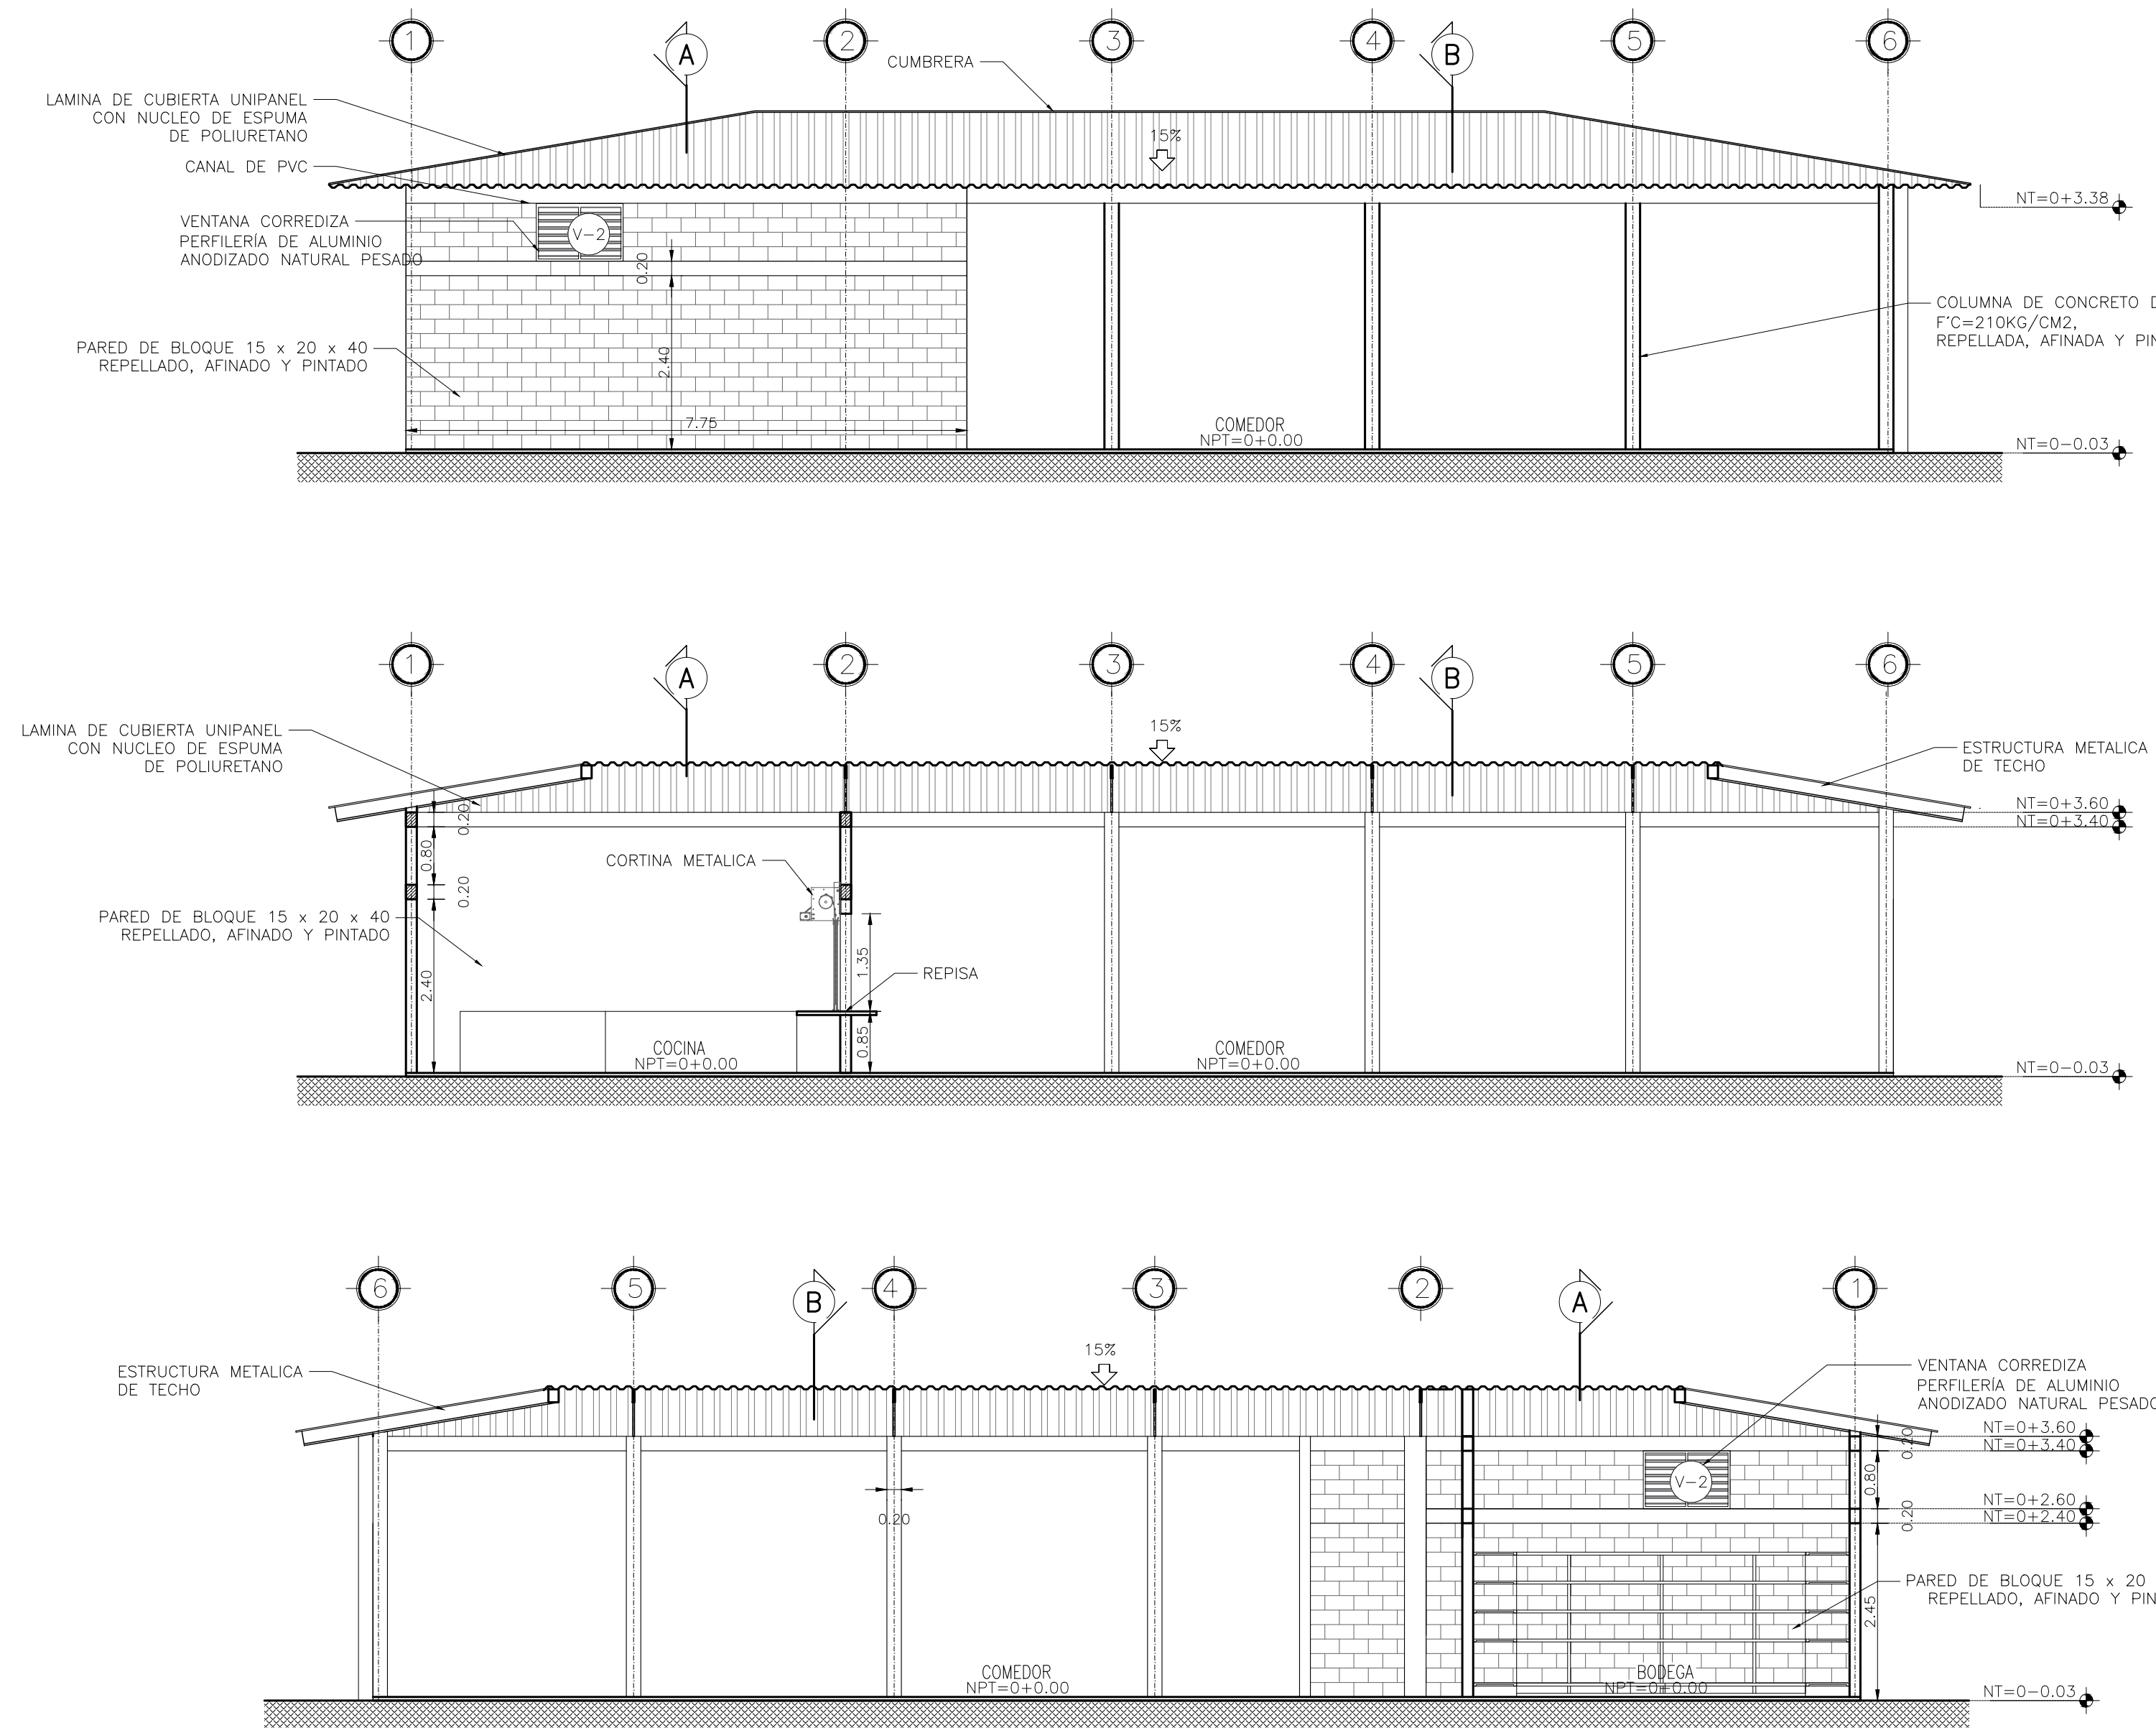 1
A
2
3
4
B
5
6
CUMBRERA
LAMINA DE CUBIERTA UNIPANEL
CON NUCLEO DE ESPUMA
DE POLIURETANO
15%
CANAL DE PVC
NT=0+3.38
VENTANA CORREDIZA
PERFILERÍA DE ALUMINIO
ANODIZADO NATURAL PESADO
V-2
0.20
COLUMNA DE CONCRETO
F'C=210KG/CM2,
REPELLADA, AFINADA Y
PARED DE BLOQUE 15 x 20 x 40
REPELLADO, AFINADO Y PINTADO
2.40
7.75
COMEDOR
NPT=0+0.00
NT=0-0.03
1
A
2
3
4
B
5
6
LAMINA DE CUBIERTA UNIPANEL
CON NUCLEO DE ESPUMA
DE POLIURETANO
15%
ESTRUCTURA METALICA
DE TECHO
NT=0+3.60
NT=0+3.40
0.20
0.80
0.20
CORTINA METALICA
PARED DE BLOQUE 15 x 20 x 40
REPELLADO, AFINADO Y PINTADO
2.40
1.35
REPISA
0.85
COCINA
NPT=0+0.00
COMEDOR
NPT=0+0.00
NT=0-0.03
6
5
B
4
3
2
A
1
ESTRUCTURA METALICA
DE TECHO
15%
VENTANA CORREDIZA
PERFILERÍA DE ALUMINIO
ANODIZADO NATURAL PESADO
NT=0+3.60
NT=0+3.40
0.20
0.80
V-2
NT=0+2.60
NT=0+2.40
0.20
0.20
PARED DE BLOQUE 15 x 20
REPELLADO, AFINADO Y
2.45
COMEDOR
NPT=0+0.00
BODEGA
NPT=0+0.00
NT=0-0.03